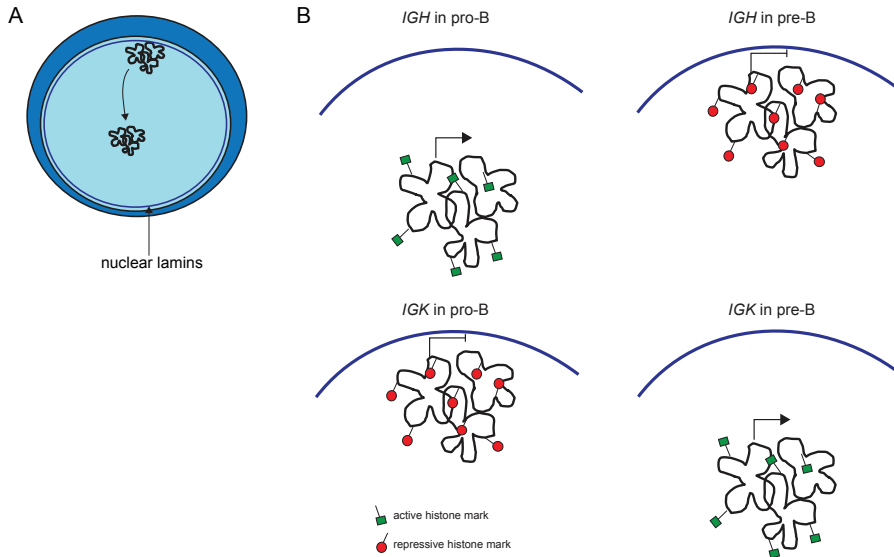 A
nuclear lamins
B
IGH in pro-B
IGH in pre-B
IGK in pro-B
IGK in pre-B
active histone mark
repressive histone mark